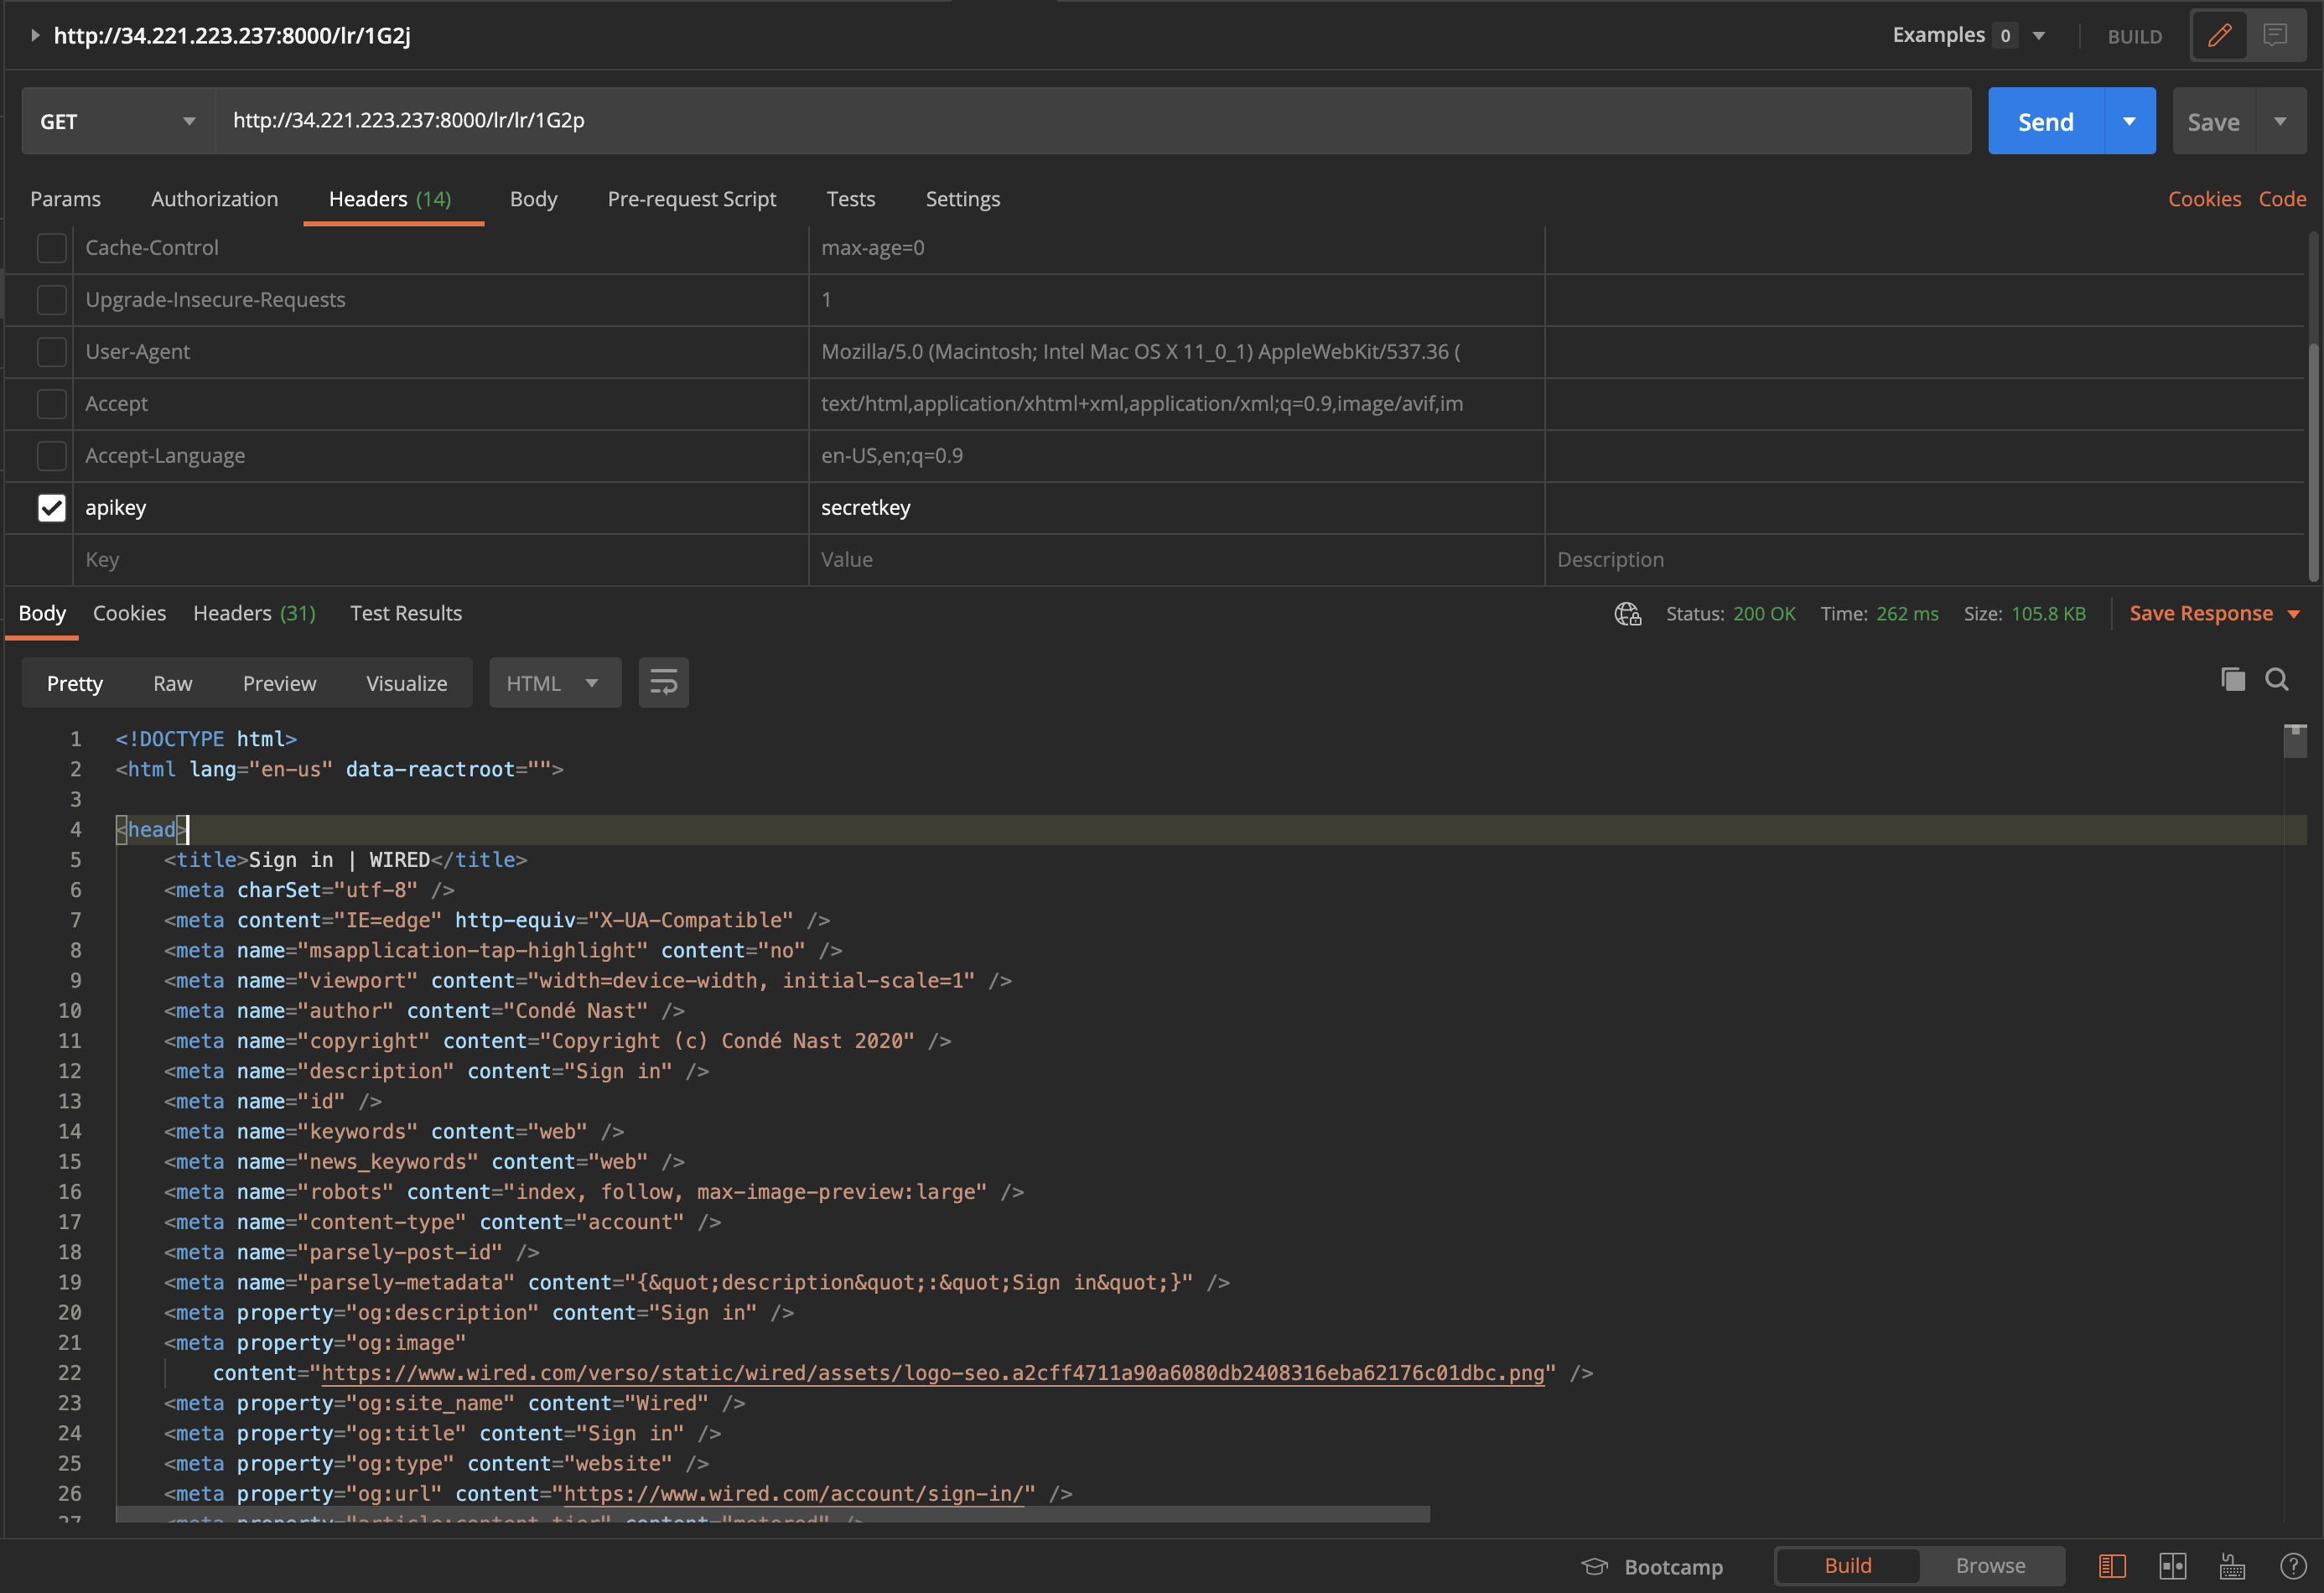 http://34.221.223.237:8000/lr/1G2j
Examples 0
BUILD
GET
http://34.221.223.237:8000/lr/lr/1G2p
Send
Save
Params
Authorization
Headers (14)
Body
Pre-request Script
Tests
Settings
Cookies
Code
Cache-Control
max-age=0
Upgrade-Insecure-Requests
1
User-Agent
Mozilla/5.0 (Macintosh; Intel Mac OS X 11_0_1) AppleWebKit/537.36 (
Accept
text/html,application/xhtml+xml,application/xml;q=0.9,image/avif,im
Accept-Language
en-US,en;q=0.9
apikey
secretkey
Key
Value
Description
Body
Cookies
Headers (31)
Test Results
Status: 200 OK
Time: 262 ms
Size: 105.8 KB
Save Response
Pretty
Raw
Preview
Visualize
HTML
1 <!DOCTYPE html>
2 <html lang="en-us" data-reactroot="">
3
4 <head>
5 <title>Sign in | WIRED</title>
6 <meta charSet="utf-8" />
7 <meta content="IE=edge" http-equiv="X-UA-Compatible" />
8 <meta name="msapplication-tap-highlight" content="no" />
9 <meta name="viewport" content="width=device-width, initial-scale=1" />
10 <meta name="author" content="Condé Nast" />
11 <meta name="copyright" content="Copyright (c) Condé Nast 2020" />
12 <meta name="description" content="Sign in" />
13 <meta name="id" />
14 <meta name="keywords" content="web" />
15 <meta name="news_keywords" content="web" />
16 <meta name="robots" content="index, follow, max-image-preview:large" />
17 <meta name="content-type" content="account" />
18 <meta name="parsely-post-id" />
19 <meta name="parsely-metadata" content="{&quot;description&quot;:&quot;Sign in&quot;}" />
20 <meta property="og:description" content="Sign in" />
21 <meta property="og:image"
22 content="https://www.wired.com/verso/static/wired/assets/logo-seo.a2cff4711a90a6080db2408316eba62176c01dbc.png" />
23 <meta property="og:site_name" content="Wired" />
24 <meta property="og:title" content="Sign in" />
25 <meta property="og:type" content="website" />
26 <meta property="og:url" content="https://www.wired.com/account/sign-in/" />
27 <meta property="article:content_tier" content="metered" />
Bootcamp
Build
Browse